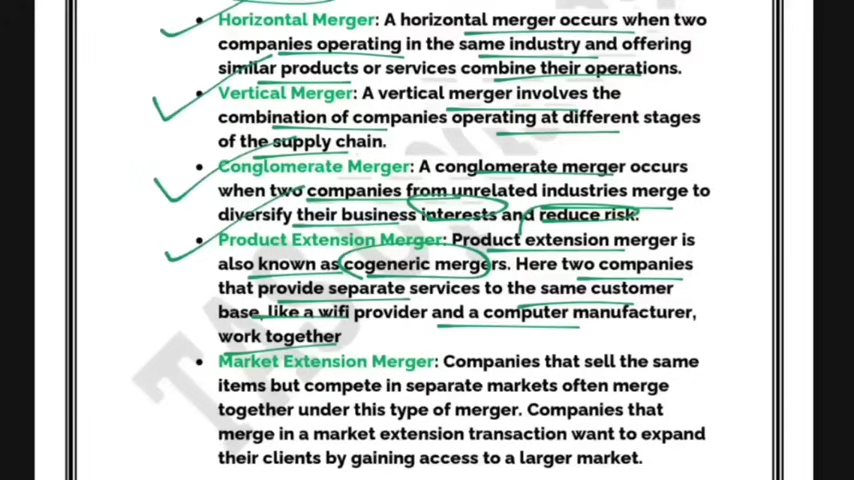 • Horizontal Merger: A horizontal merger occurs when two
companies operating in the same industry and offering
similar products or services combine their operations.
• Vertical Merger: A vertical merger involves the
combination of companies operating at different stages
of the supply chain.
• Conglomerate Merger: A conglomerate merger occurs
when two companies from unrelated industries merge to
diversify their business interests and reduce risk.
• Product Extension Merger: Product extension merger is
also known as cogeneric mergers. Here two companies
that provide separate services to the same customer
base, like a wifi provider and a computer manufacturer,
work together
• Market Extension Merger: Companies that sell the same
items but compete in separate markets often merge
together under this type of merger. Companies that
merge in a market extension transaction want to expand
their clients by gaining access to a larger market.